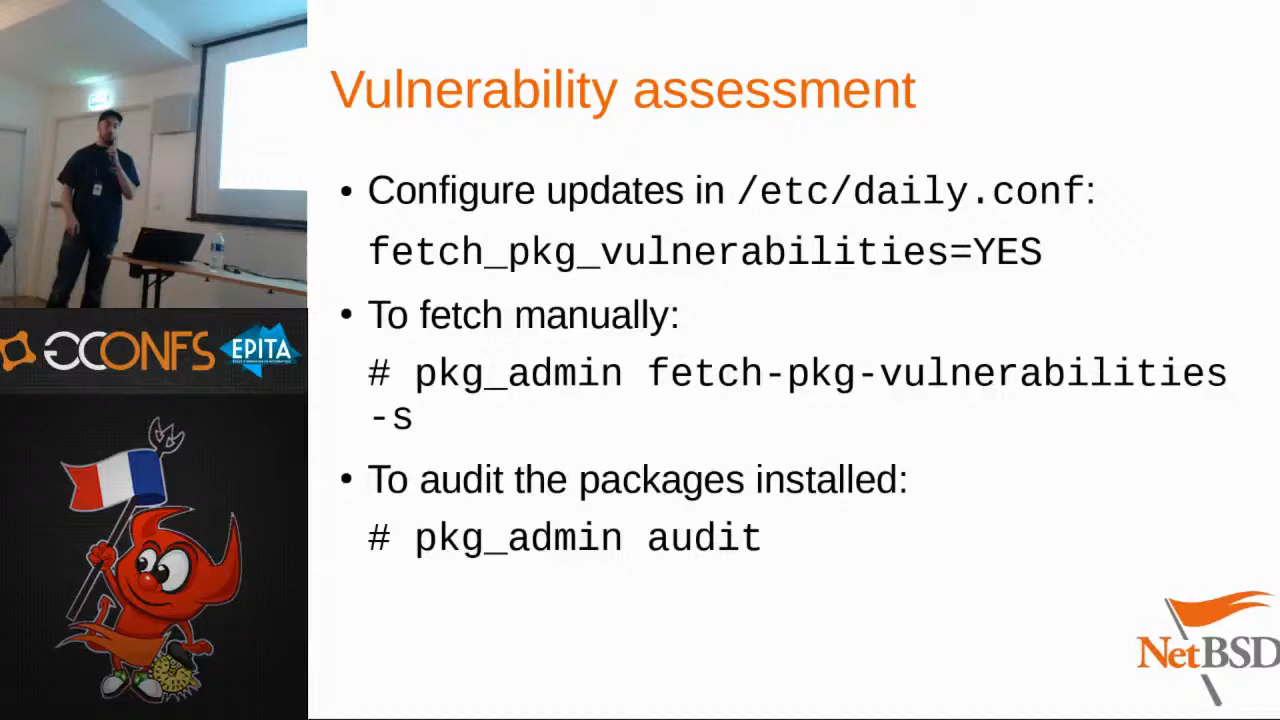 Vulnerability assessment
• Configure updates in /etc/daily.conf:
fetch_pkg_vulnerabilities=YES
• To fetch manually:
# pkg_admin fetch-pkg-vulnerabilities
-s
• To audit the packages installed:
# pkg_admin audit
GCONFS
EPITA
NetBSD